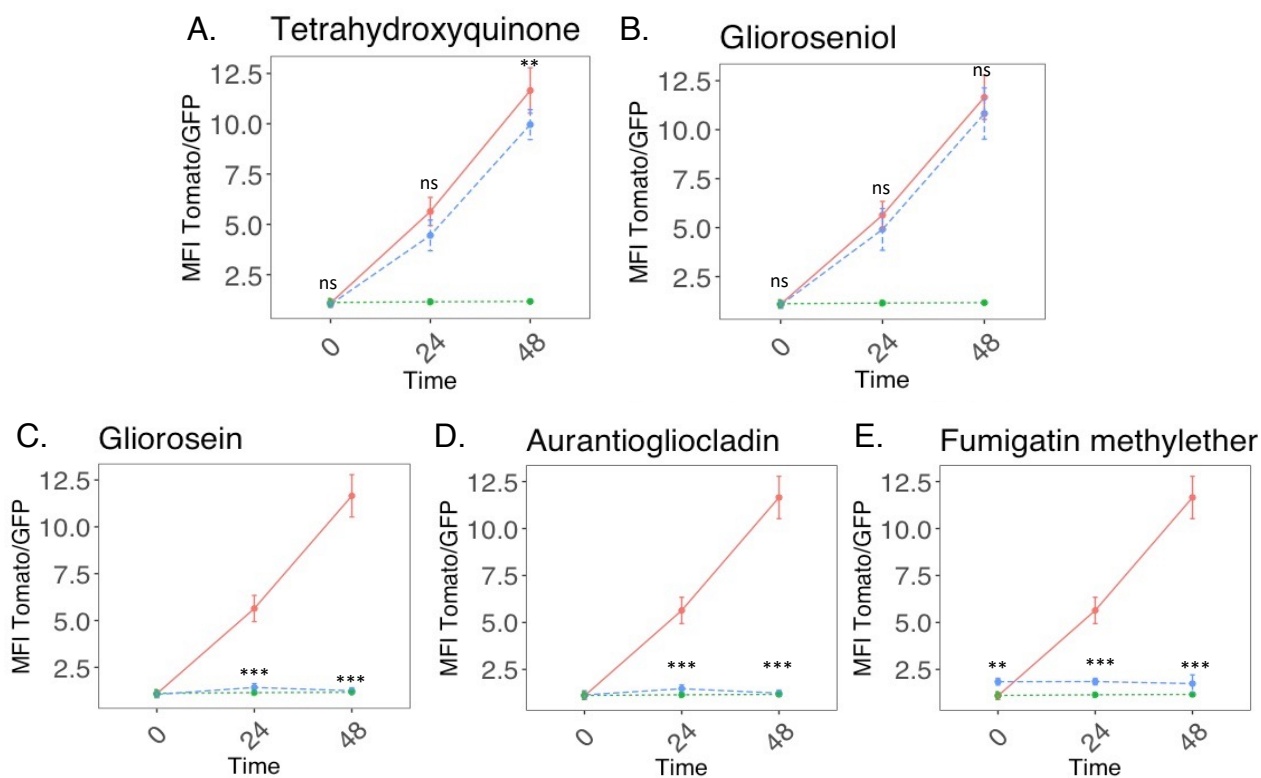 A. Tetrahydroxyquinone
MFI Tomato/GFP
12.5
10.0
7.5
5.0
2.5
ns
ns
**
0 24 48
Time
B. Glioroseniol
MFI Tomato/GFP
12.5
10.0
7.5
5.0
2.5
ns
ns
ns
0 24 48
Time
C. Gliorosein
MFI Tomato/GFP
12.5
10.0
7.5
5.0
2.5
*** ***
0 24 48
Time
D. Aurantiogliocladin
MFI Tomato/GFP
12.5
10.0
7.5
5.0
2.5
*** ***
0 24 48
Time
E. Fumigatin methylether
MFI Tomato/GFP
12.5
10.0
7.5
5.0
2.5
** *** ***
0 24 48
Time